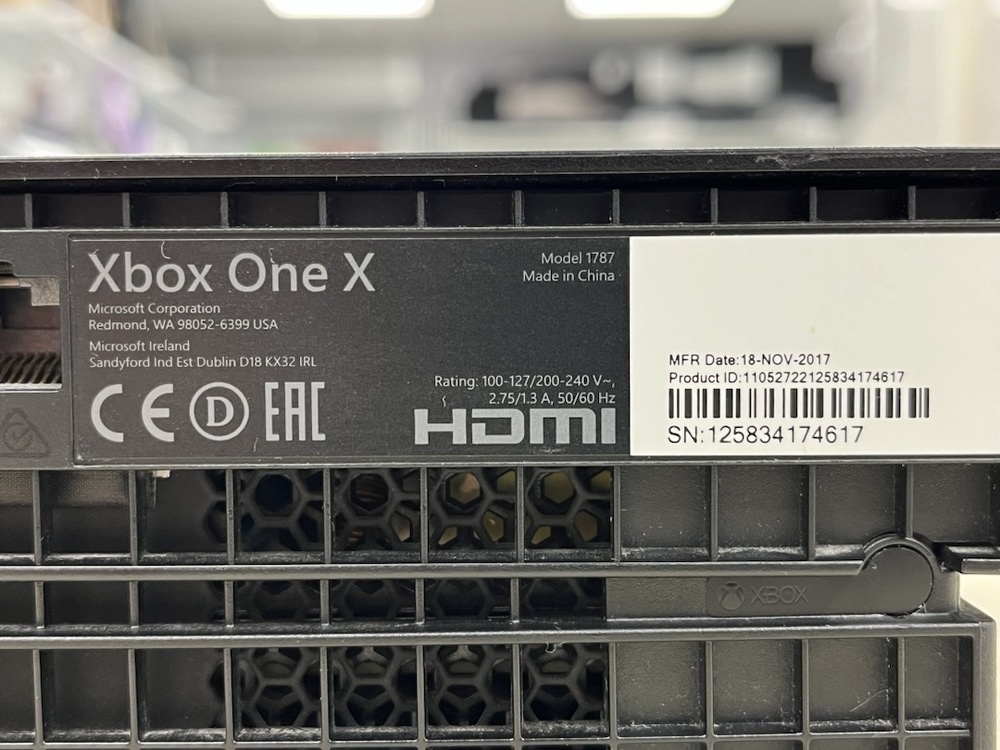 Xbox One X
Microsoft Corporation
Redmond, WA 98052-6399 USA
Microsoft Ireland
Sandyford Ind Est Dublin D18 KX32 IRL
CE D EAC
Model 1787
Made in China
Rating: 100-127/200-240 V~,
2.75/1.3 A, 50/60 Hz
HDMI
MFR Date:18-NOV-2017
Product ID:11052722125834174617
SN:125834174617
XBOX